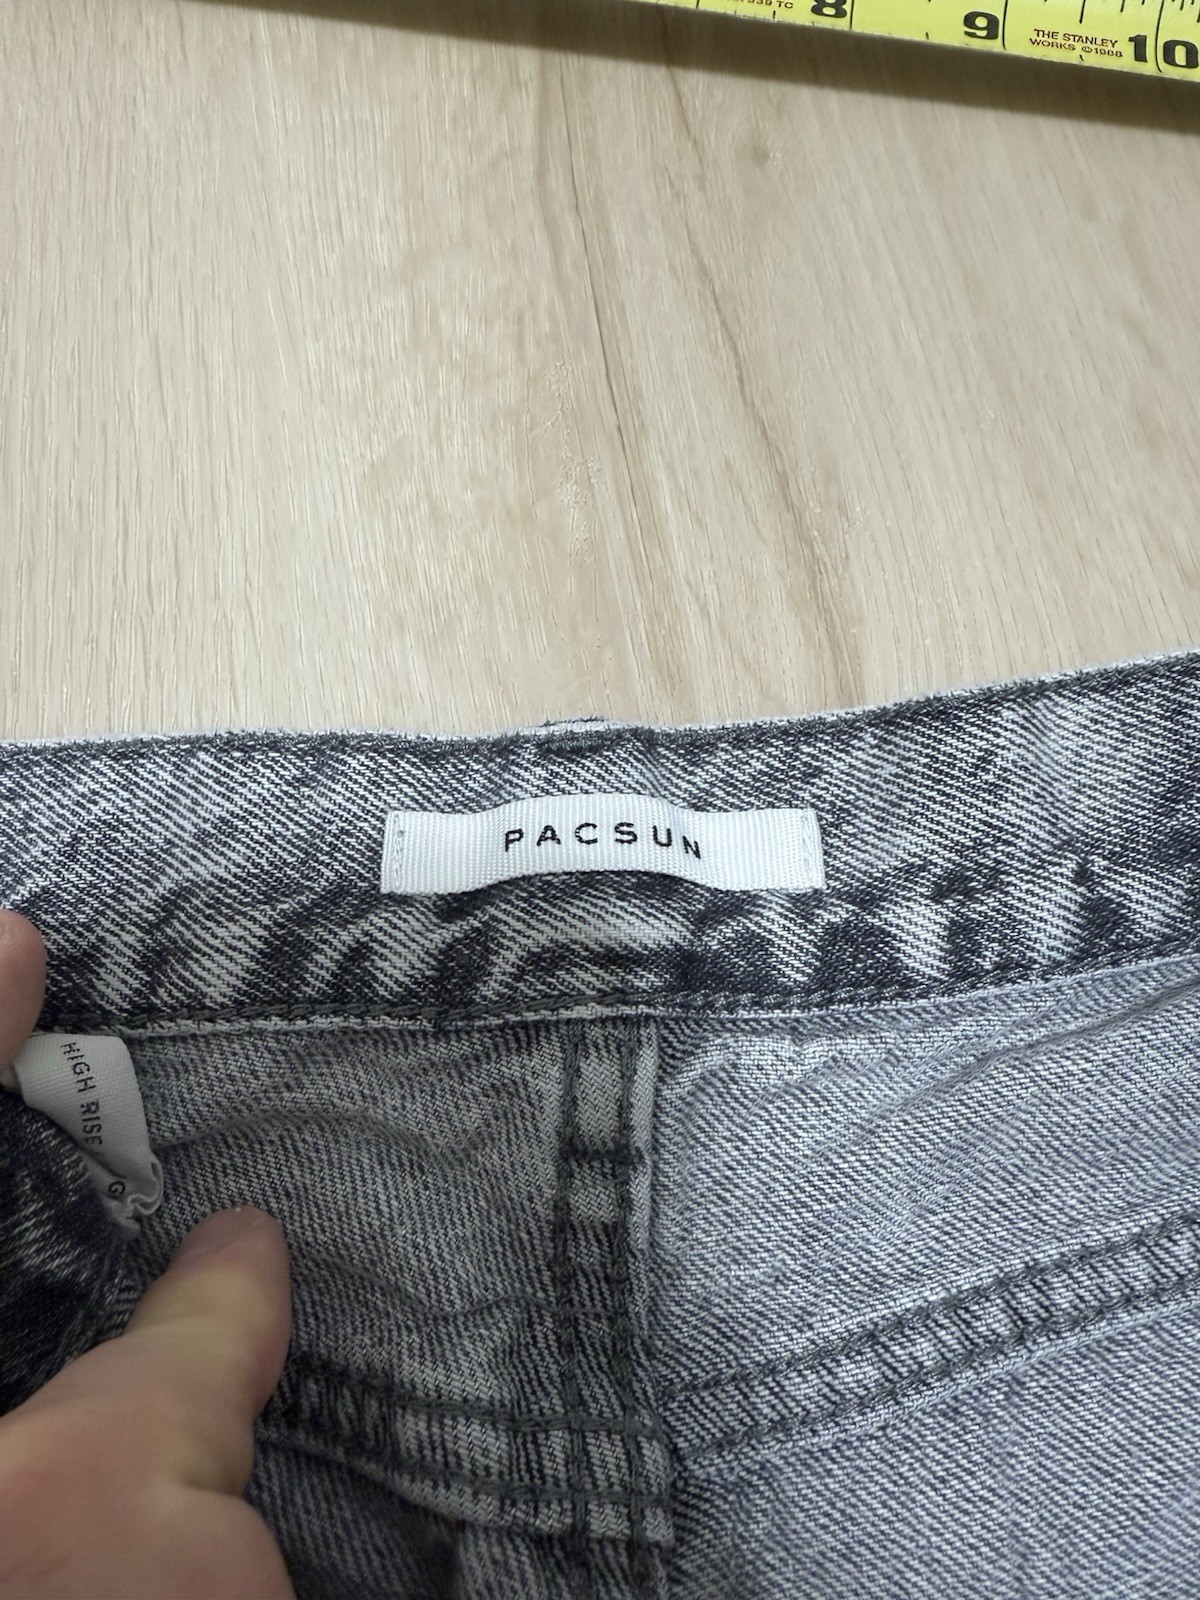 8
9
THE STANLEY
WORKS ©1988
10
PACSUN
HIGH RISE